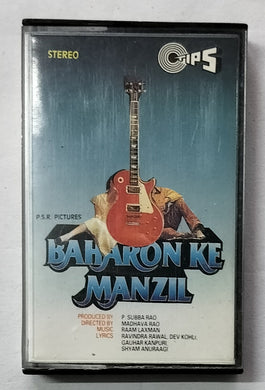 STEREO
TIPS
P.S.R. PICTURES
BAHARON KE
MANZIL
PRODUCED BY P. SUBBA RAO
DIRECTED BY MADHAVA RAO
MUSIC RAAM LAXMAN
LYRICS RAVINDRA RAWAL, DEV KOHLI,
GAUHAR KANPURI,
SHYAM ANURAAGI